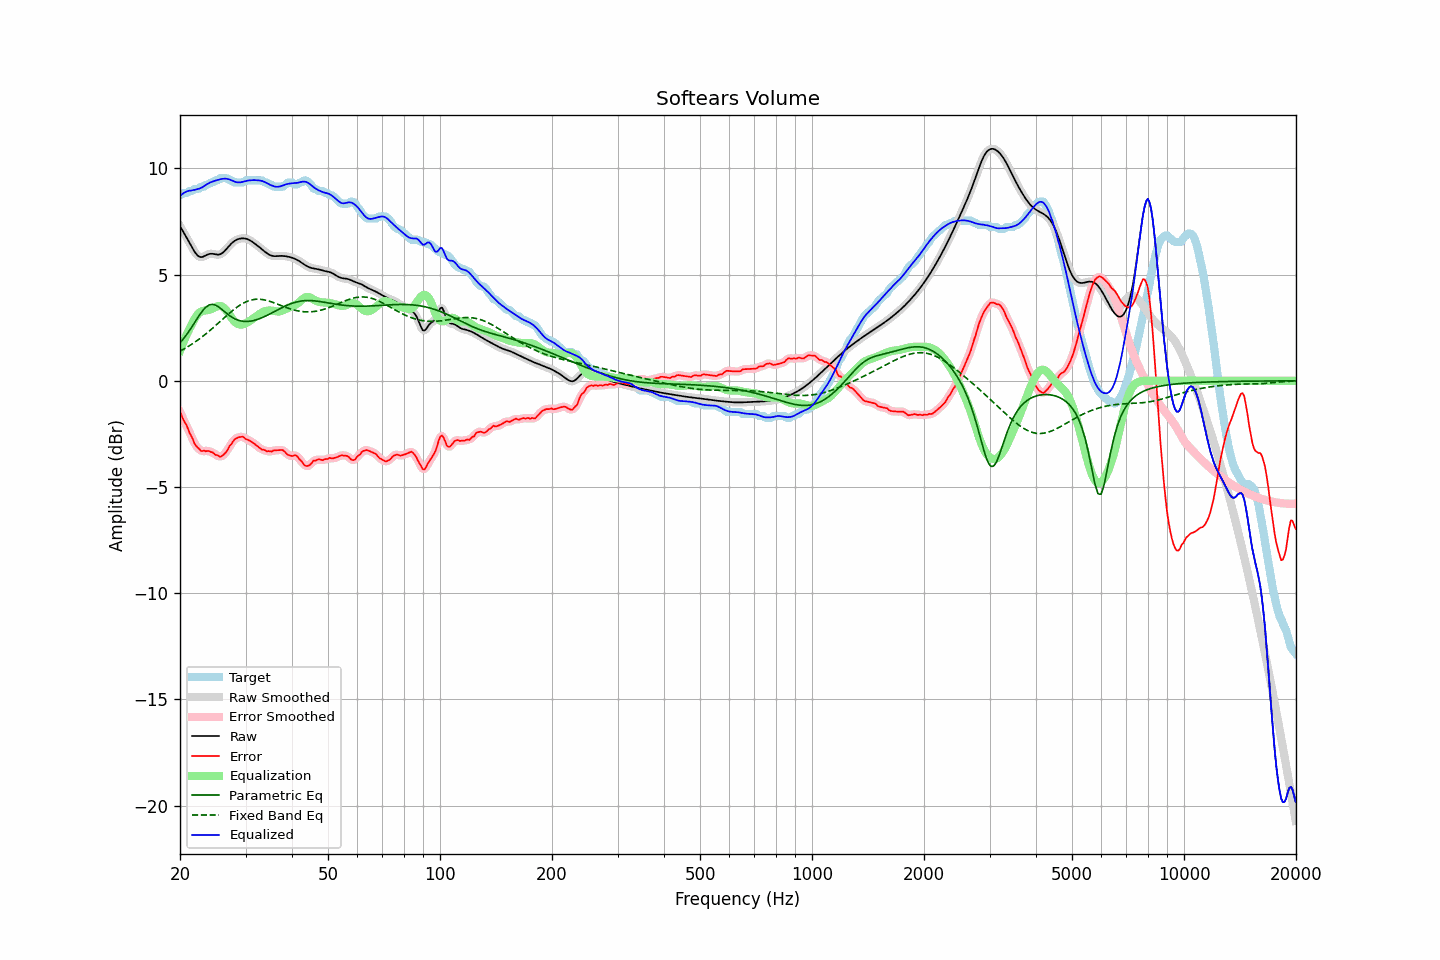 Softears Volume
10
5
0
−5
−10
−15
−20
Amplitude (dBr)
Target
Raw Smoothed
Error Smoothed
Raw
Error
Equalization
Parametric Eq
Fixed Band Eq
Equalized
20 50 100 200 500 1000 2000 5000 10000 20000
Frequency (Hz)